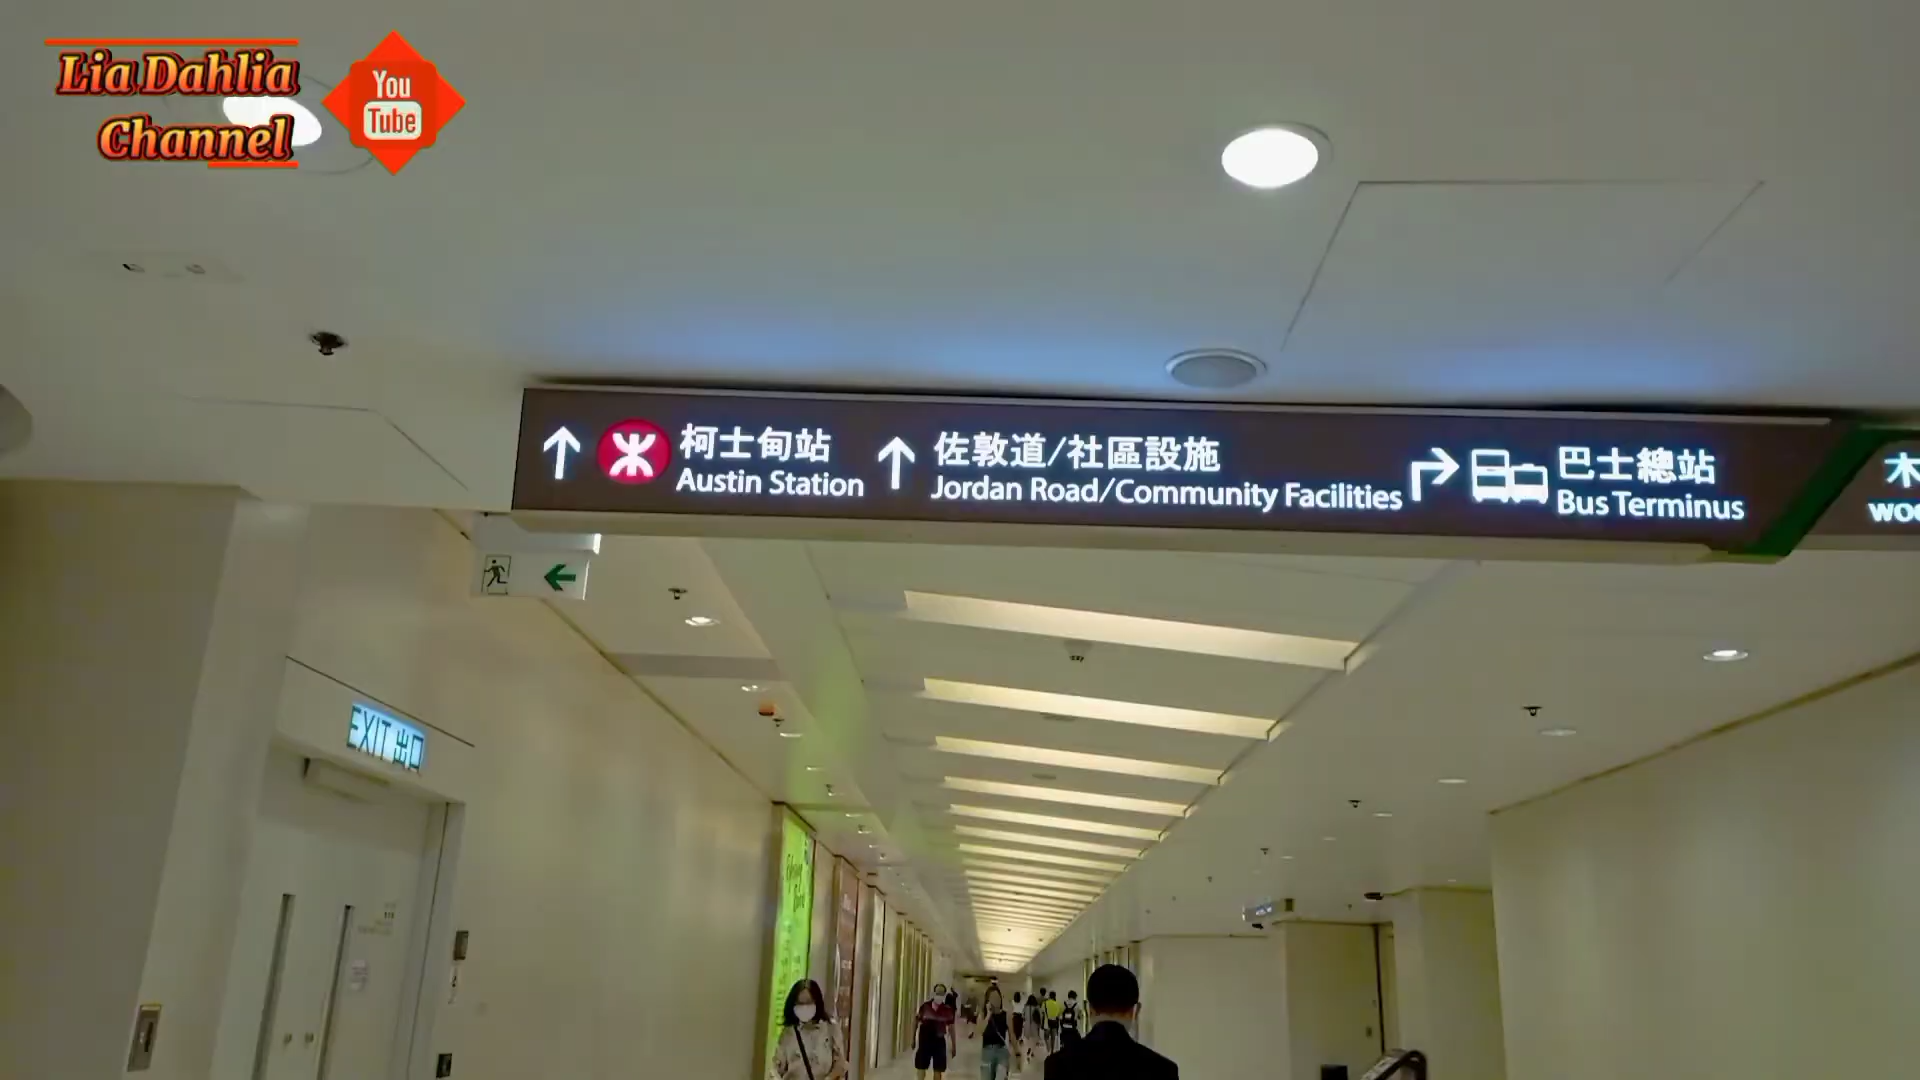 Lia Dahlia
Channel
You
Tube
柯士甸站
Austin Station
佐敦道/社區設施
Jordan Road/Community Facilities
巴士總站
Bus Terminus
木
EXIT 出口